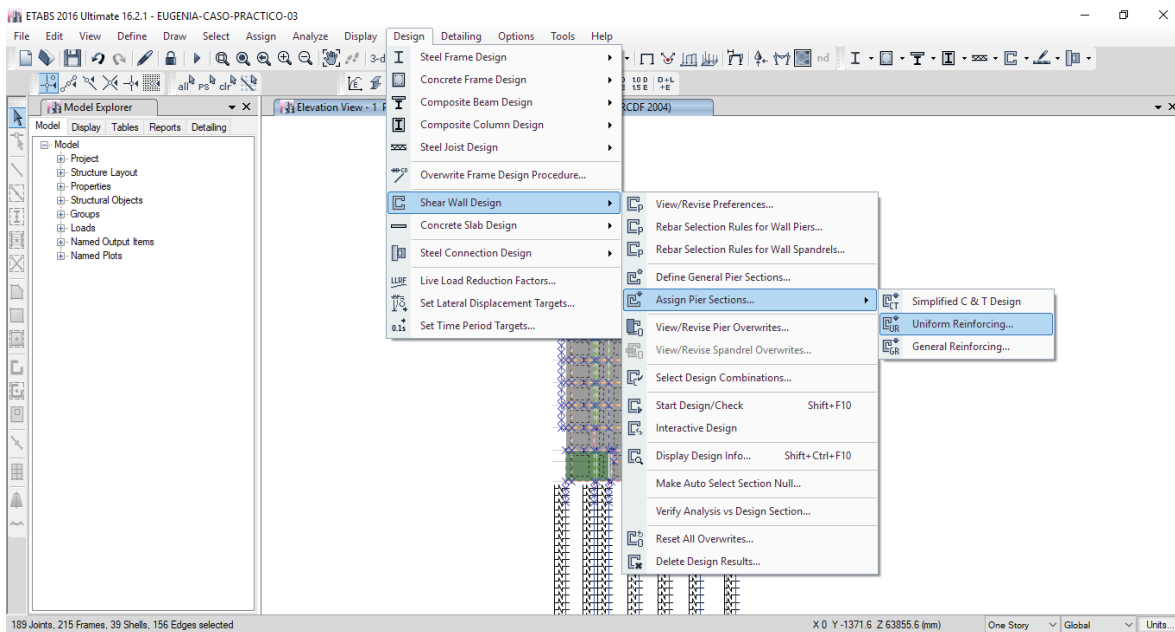 ETABS 2016 Ultimate 16.2.1 - EUGENIA-CASO-PRACTICO-03
File Edit View Define Draw Select Assign Analyze Display Design Detailing Options Tools Help
3-d
nd
all PS clr
Model Explorer
Elevation View - 1
RCDF 2004)
Model Display Tables Reports Detailing
Model
Project
Structure Layout
Properties
Structural Objects
Groups
Loads
Named Output Items
Named Plots
Steel Frame Design
Concrete Frame Design
Composite Beam Design
Composite Column Design
Steel Joist Design
Overwrite Frame Design Procedure...
Shear Wall Design
Concrete Slab Design
Steel Connection Design
LLRF Live Load Reduction Factors...
Set Lateral Displacement Targets...
0.1s Set Time Period Targets...
View/Revise Preferences...
Rebar Selection Rules for Wall Piers...
Rebar Selection Rules for Wall Spandrels...
Define General Pier Sections...
Assign Pier Sections...
View/Revise Pier Overwrites...
View/Revise Spandrel Overwrites...
Select Design Combinations...
Start Design/Check Shift+F10
Interactive Design
Display Design Info... Shift+Ctrl+F10
Make Auto Select Section Null...
Verify Analysis vs Design Section...
Reset All Overwrites...
Delete Design Results...
Simplified C & T Design
Uniform Reinforcing...
General Reinforcing...
189 Joints, 215 Frames, 39 Shells, 156 Edges selected
X 0 Y -1371.6 Z 63855.6 (mm)
One Story
Global
Units...